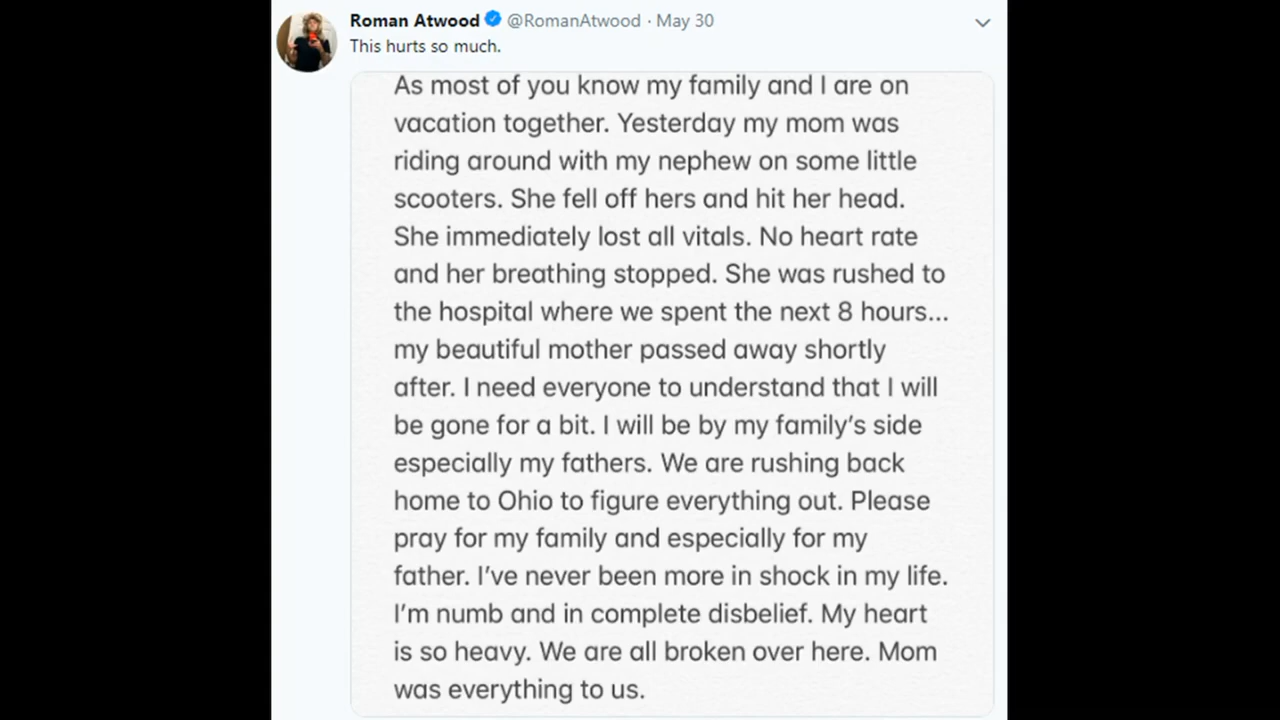 Roman Atwood @RomanAtwood · May 30
This hurts so much.
As most of you know my family and I are on
vacation together. Yesterday my mom was
riding around with my nephew on some little
scooters. She fell off hers and hit her head.
She immediately lost all vitals. No heart rate
and her breathing stopped. She was rushed to
the hospital where we spent the next 8 hours...
my beautiful mother passed away shortly
after. I need everyone to understand that I will
be gone for a bit. I will be by my family's side
especially my fathers. We are rushing back
home to Ohio to figure everything out. Please
pray for my family and especially for my
father. I've never been more in shock in my life.
I'm numb and in complete disbelief. My heart
is so heavy. We are all broken over here. Mom
was everything to us.